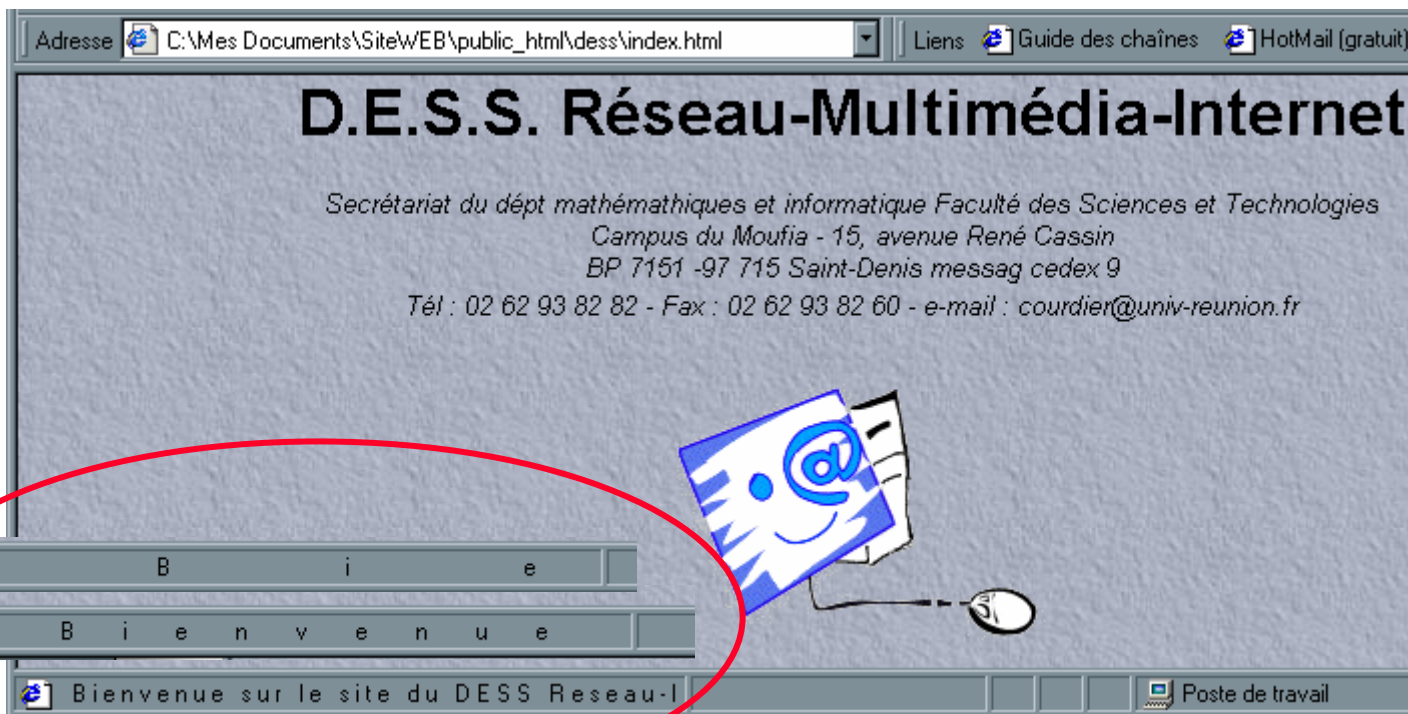 Adresse C:\Mes Documents\SiteWEB\public_html\dess\index.html Liens Guide des chaînes HotMail (gratuit)
D.E.S.S. Réseau-Multimédia-Internet
Secrétariat du dépt mathémathiques et informatique Faculté des Sciences et Technologies
Campus du Moufia - 15, avenue René Cassin
BP 7151 -97 715 Saint-Denis messag cedex 9
Tél : 02 62 93 82 82 - Fax : 02 62 93 82 60 - e-mail : courdier@univ-reunion.fr
@
B i e
B i e n v e n u e
Bienvenue sur le site du DESS Reseau-I Poste de travail